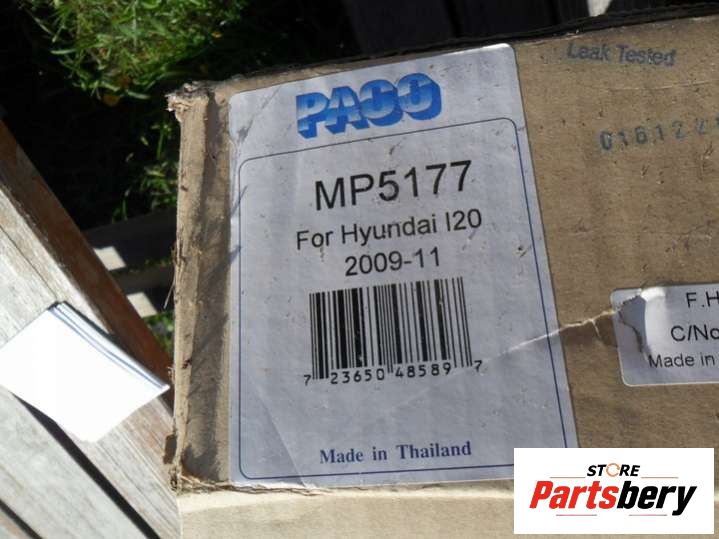 Leak Tested
PACO
MP5177
For Hyundai I20
2009-11
7 23650 48589 7
Made in Thailand
F.H
C/No
Made in
STORE
Partsbery